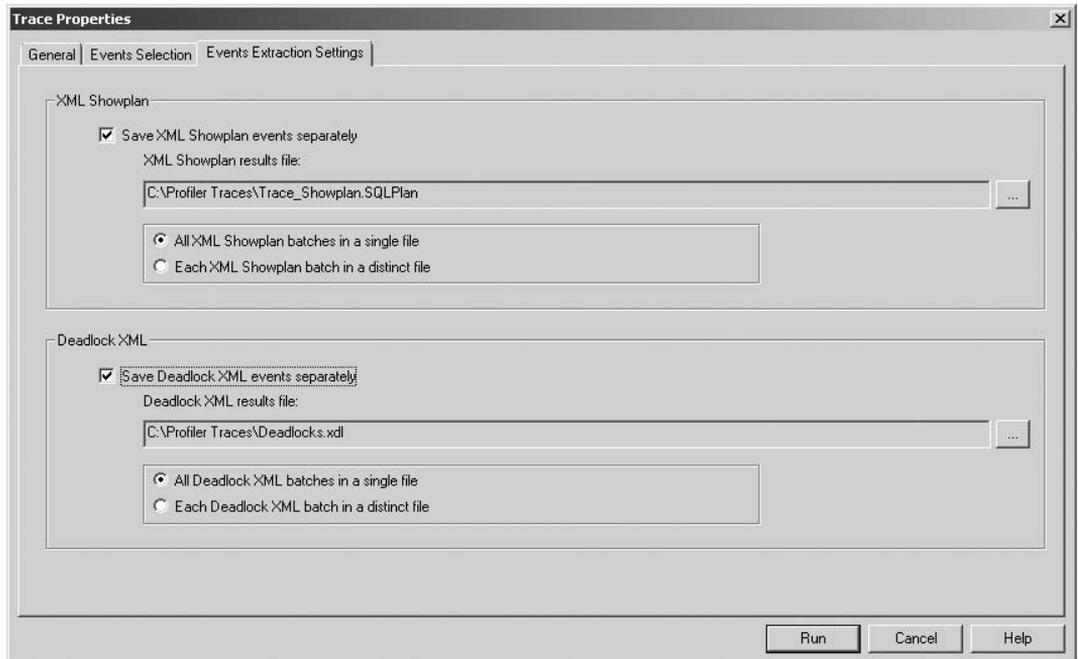 Trace Properties
General
Events Selection
Events Extraction Settings
XML Showplan
Save XML Showplan events separately
XML Showplan results file:
C:\Profiler Traces\Trace_Showplan.SQLPlan
...
All XML Showplan batches in a single file
Each XML Showplan batch in a distinct file
Deadlock XML
Save Deadlock XML events separately
Deadlock XML results file:
C:\Profiler Traces\Deadlocks.xdl
...
All Deadlock XML batches in a single file
Each Deadlock XML batch in a distinct file
Run
Cancel
Help